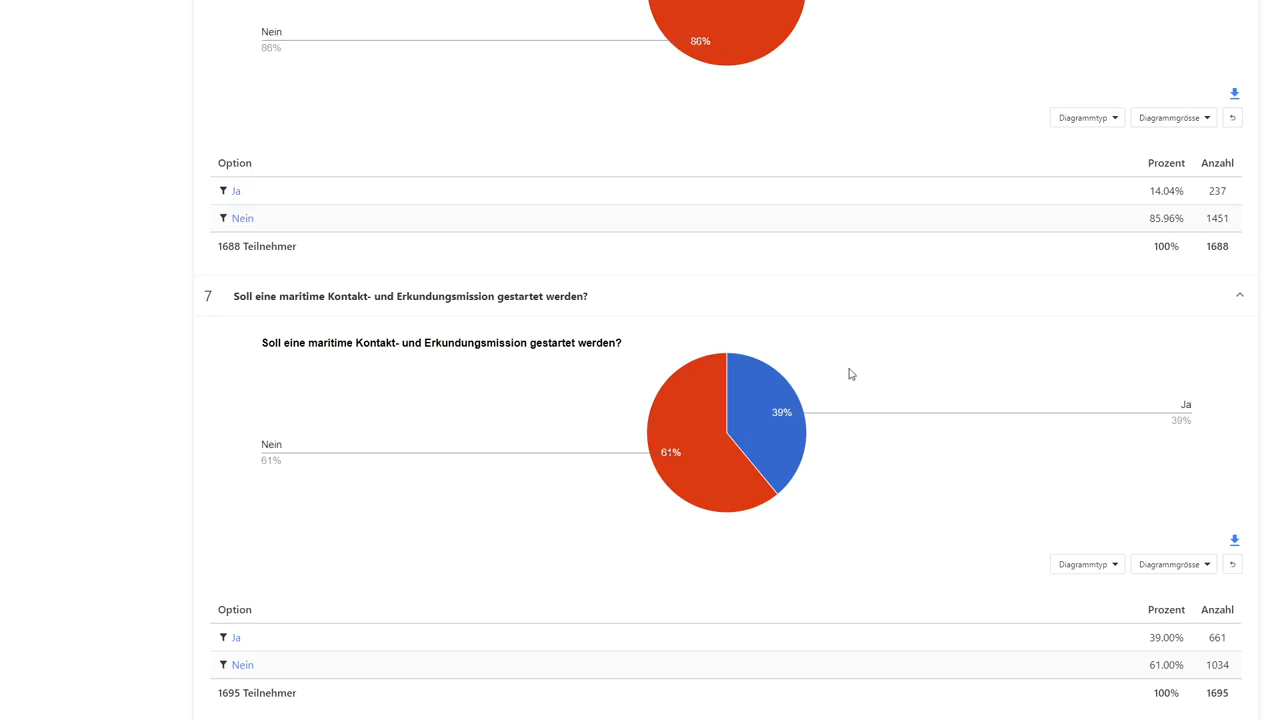 Nein
86%
86%
Diagrammtyp
Diagrammgrösse
Option Prozent Anzahl
Ja 14.04% 237
Nein 85.96% 1451
1688 Teilnehmer 100% 1688
7 Soll eine maritime Kontakt- und Erkundungsmission gestartet werden?
Soll eine maritime Kontakt- und Erkundungsmission gestartet werden?
Ja
39%
39%
Nein
61%
61%
Diagrammtyp
Diagrammgrösse
Option Prozent Anzahl
Ja 39.00% 661
Nein 61.00% 1034
1695 Teilnehmer 100% 1695